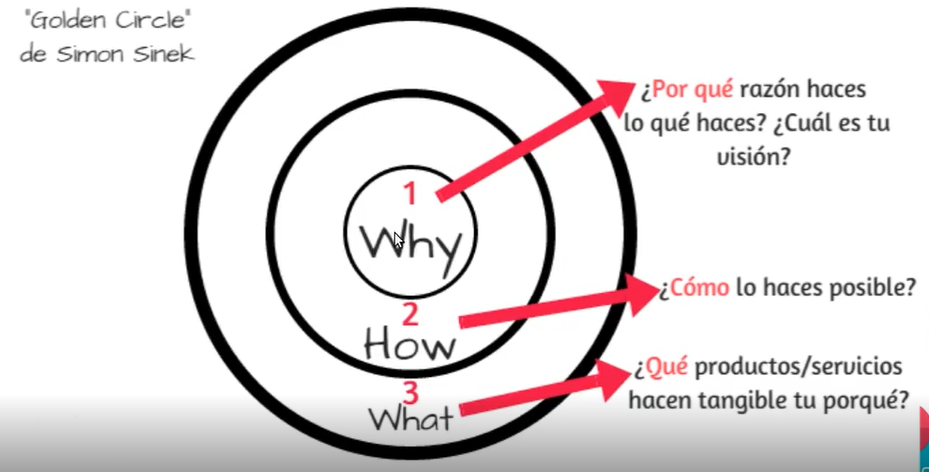 "Golden Circle"
de Simon Sinek
1
Why
2
How
3
What
¿Por qué razón haces
lo qué haces? ¿Cuál es tu
visión?
¿Cómo lo haces posible?
¿Qué productos/servicios
hacen tangible tu porqué?